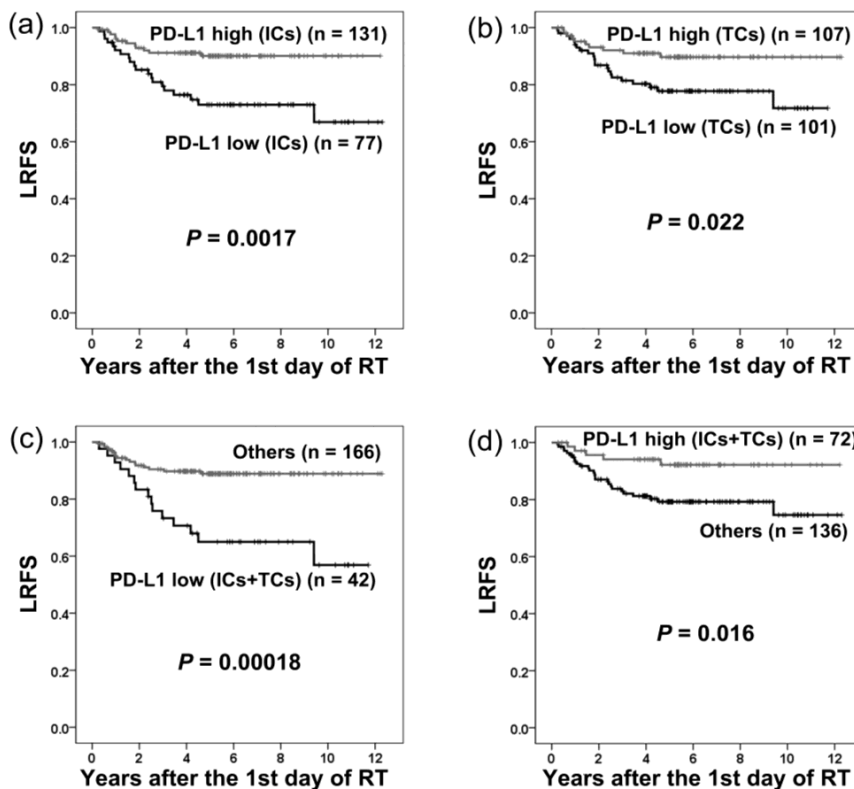 (a)
PD-L1 high (ICs) (n = 131)
1.0
0.8
0.6
0.4
0.2
0.0
LRFS
PD-L1 low (ICs) (n = 77)
P = 0.0017
0 2 4 6 8 10 12
Years after the 1st day of RT
(b)
PD-L1 high (TCs) (n = 107)
1.0
0.8
0.6
0.4
0.2
0.0
LRFS
PD-L1 low (TCs) (n = 101)
P = 0.022
0 2 4 6 8 10 12
Years after the 1st day of RT
(c)
Others (n = 166)
1.0
0.8
0.6
0.4
0.2
0.0
LRFS
PD-L1 low (ICs+TCs) (n = 42)
P = 0.00018
0 2 4 6 8 10 12
Years after the 1st day of RT
(d)
PD-L1 high (ICs+TCs) (n = 72)
1.0
0.8
0.6
0.4
0.2
0.0
LRFS
Others (n = 136)
P = 0.016
0 2 4 6 8 10 12
Years after the 1st day of RT